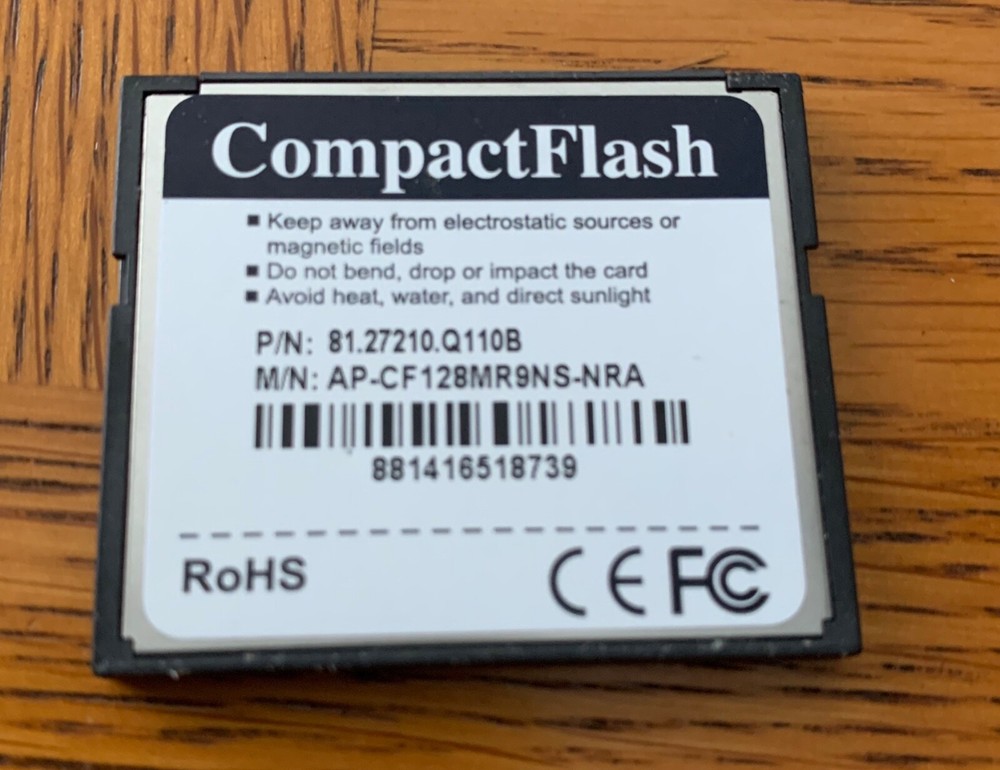 CompactFlash
■ Keep away from electrostatic sources or
magnetic fields
■ Do not bend, drop or impact the card
■ Avoid heat, water, and direct sunlight
P/N: 81.27210.Q110B
M/N: AP-CF128MR9NS-NRA
881416518739
RoHS CE FC